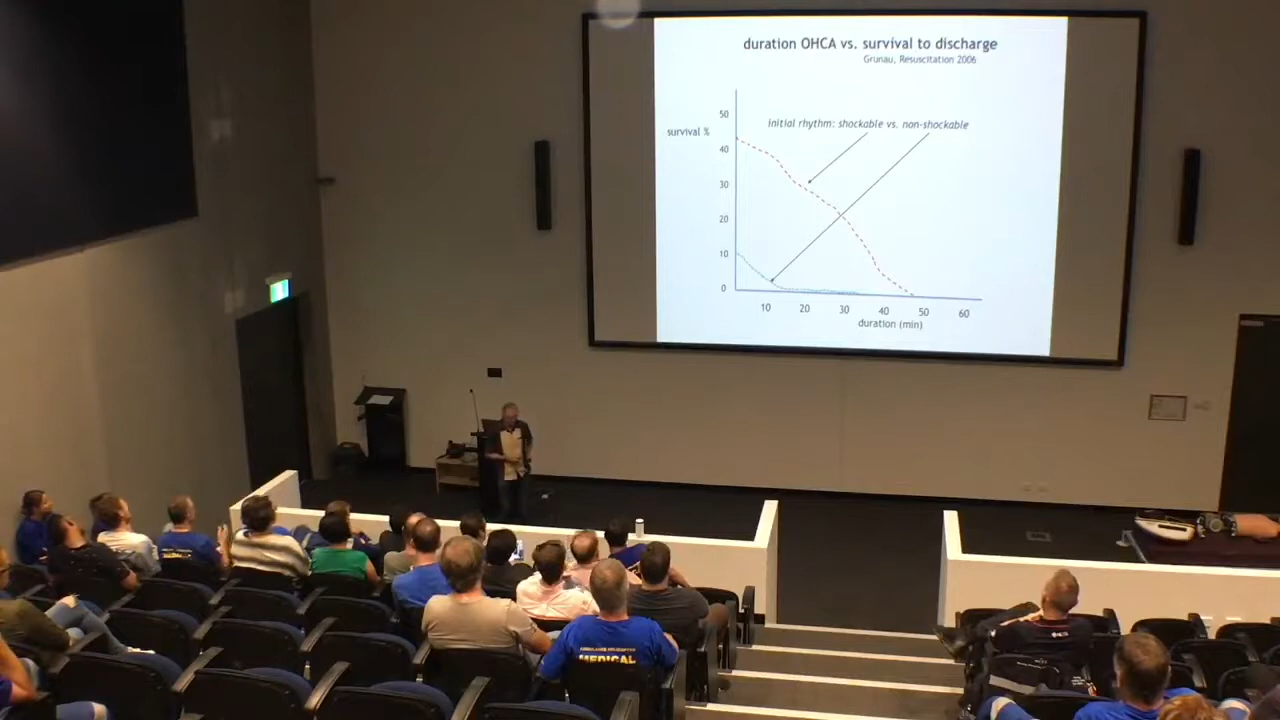 duration OHCA vs. survival to discharge
Grunau, Resuscitation 2006
50
survival %
initial rhythm: shockable vs. non-shockable
40
30
20
10
0
10 20 30 40 50 60
duration (min)
MEDICAL